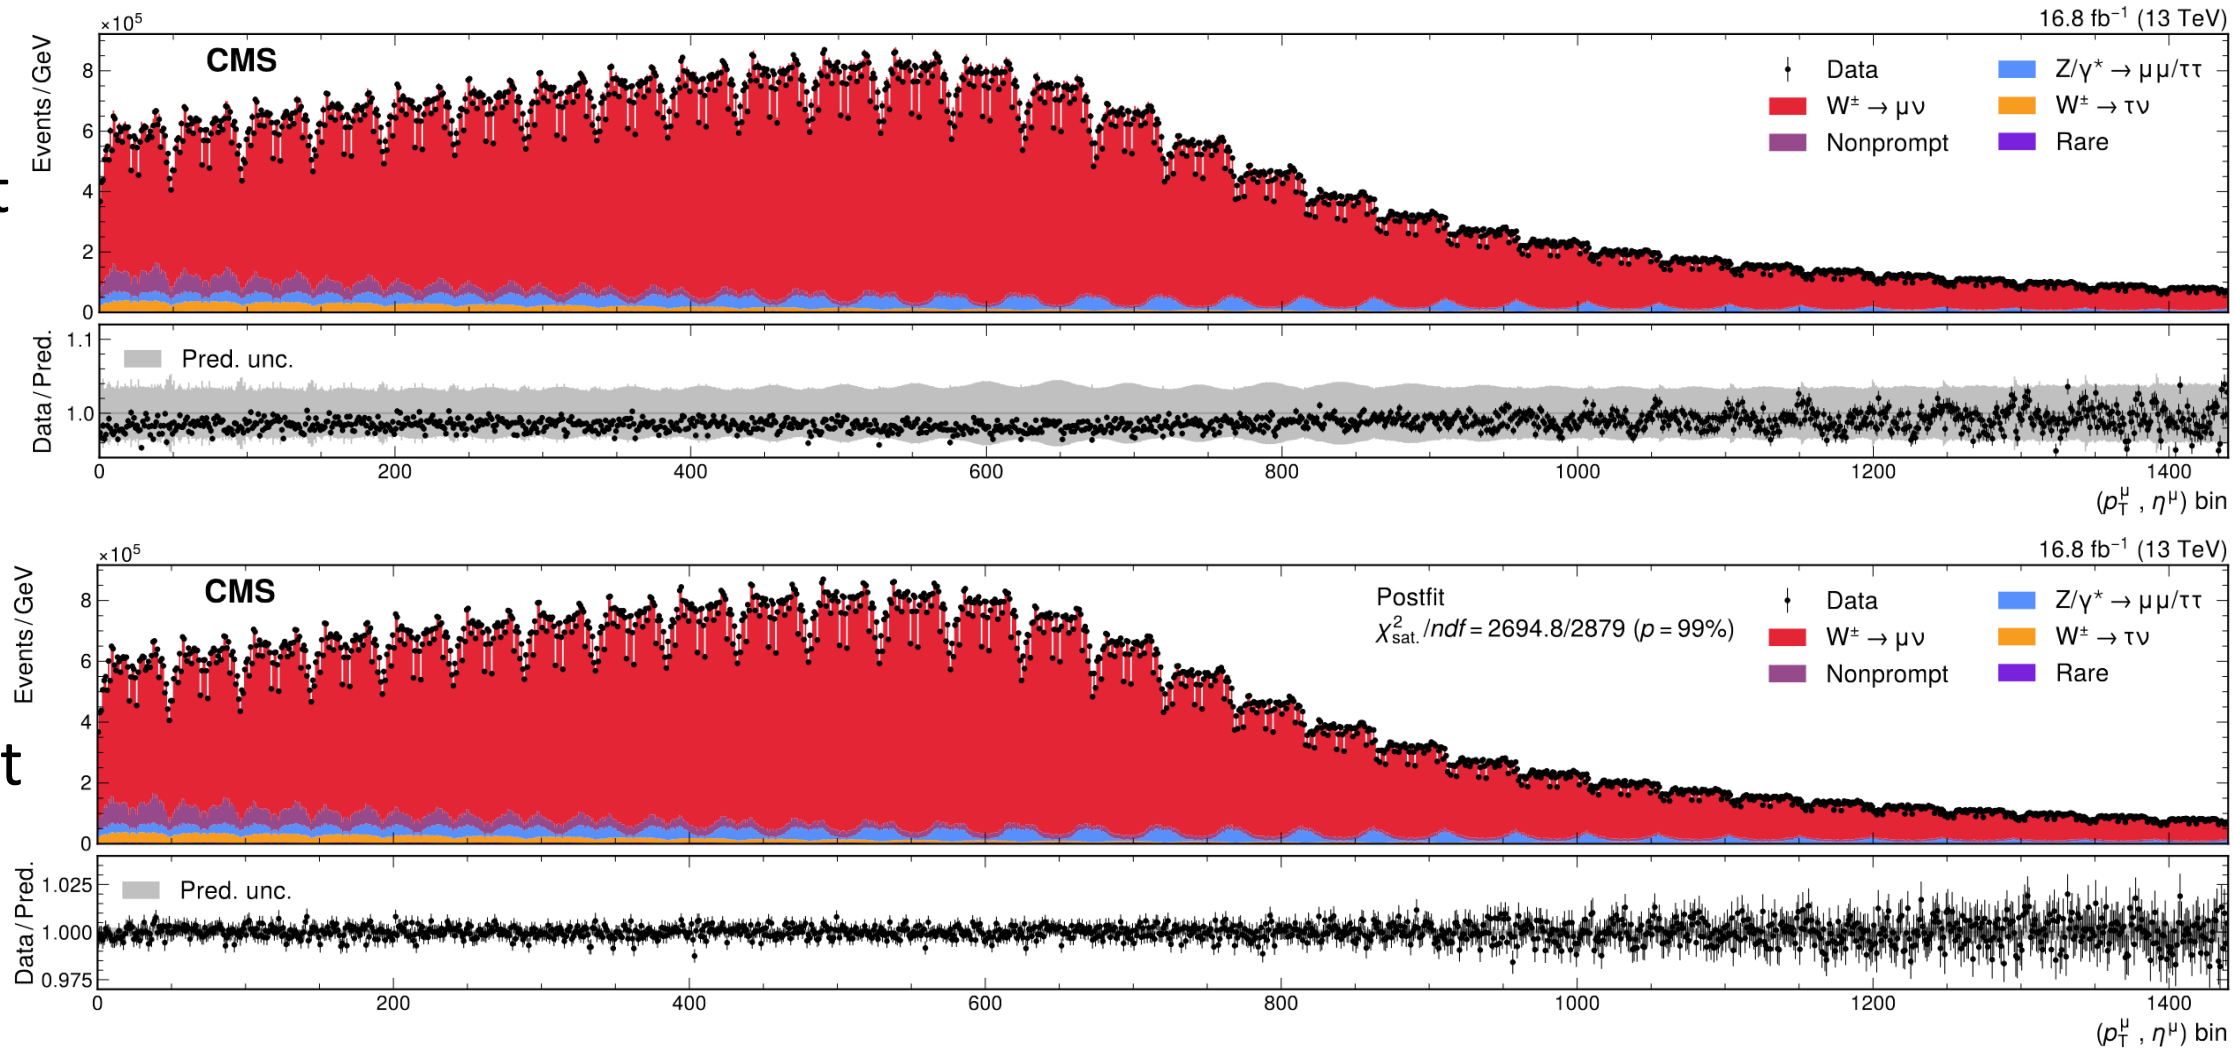 ×10⁵
16.8 fb⁻¹ (13 TeV)
CMS
Events / GeV
8
6
4
2
0
Data
W± → μν
Nonprompt
Z/γ* → μμ/ττ
W± → τν
Rare
t
Data / Pred.
1.1
1.0
Pred. unc.
0 200 400 600 800 1000 1200 1400
(p_T^μ , η^μ) bin
×10⁵
16.8 fb⁻¹ (13 TeV)
CMS
Events / GeV
8
6
4
2
0
Postfit
χ²_sat. /ndf = 2694.8/2879 (p = 99%)
Data
W± → μν
Nonprompt
Z/γ* → μμ/ττ
W± → τν
Rare
t
Data / Pred.
1.025
1.000
0.975
Pred. unc.
0 200 400 600 800 1000 1200 1400
(p_T^μ , η^μ) bin